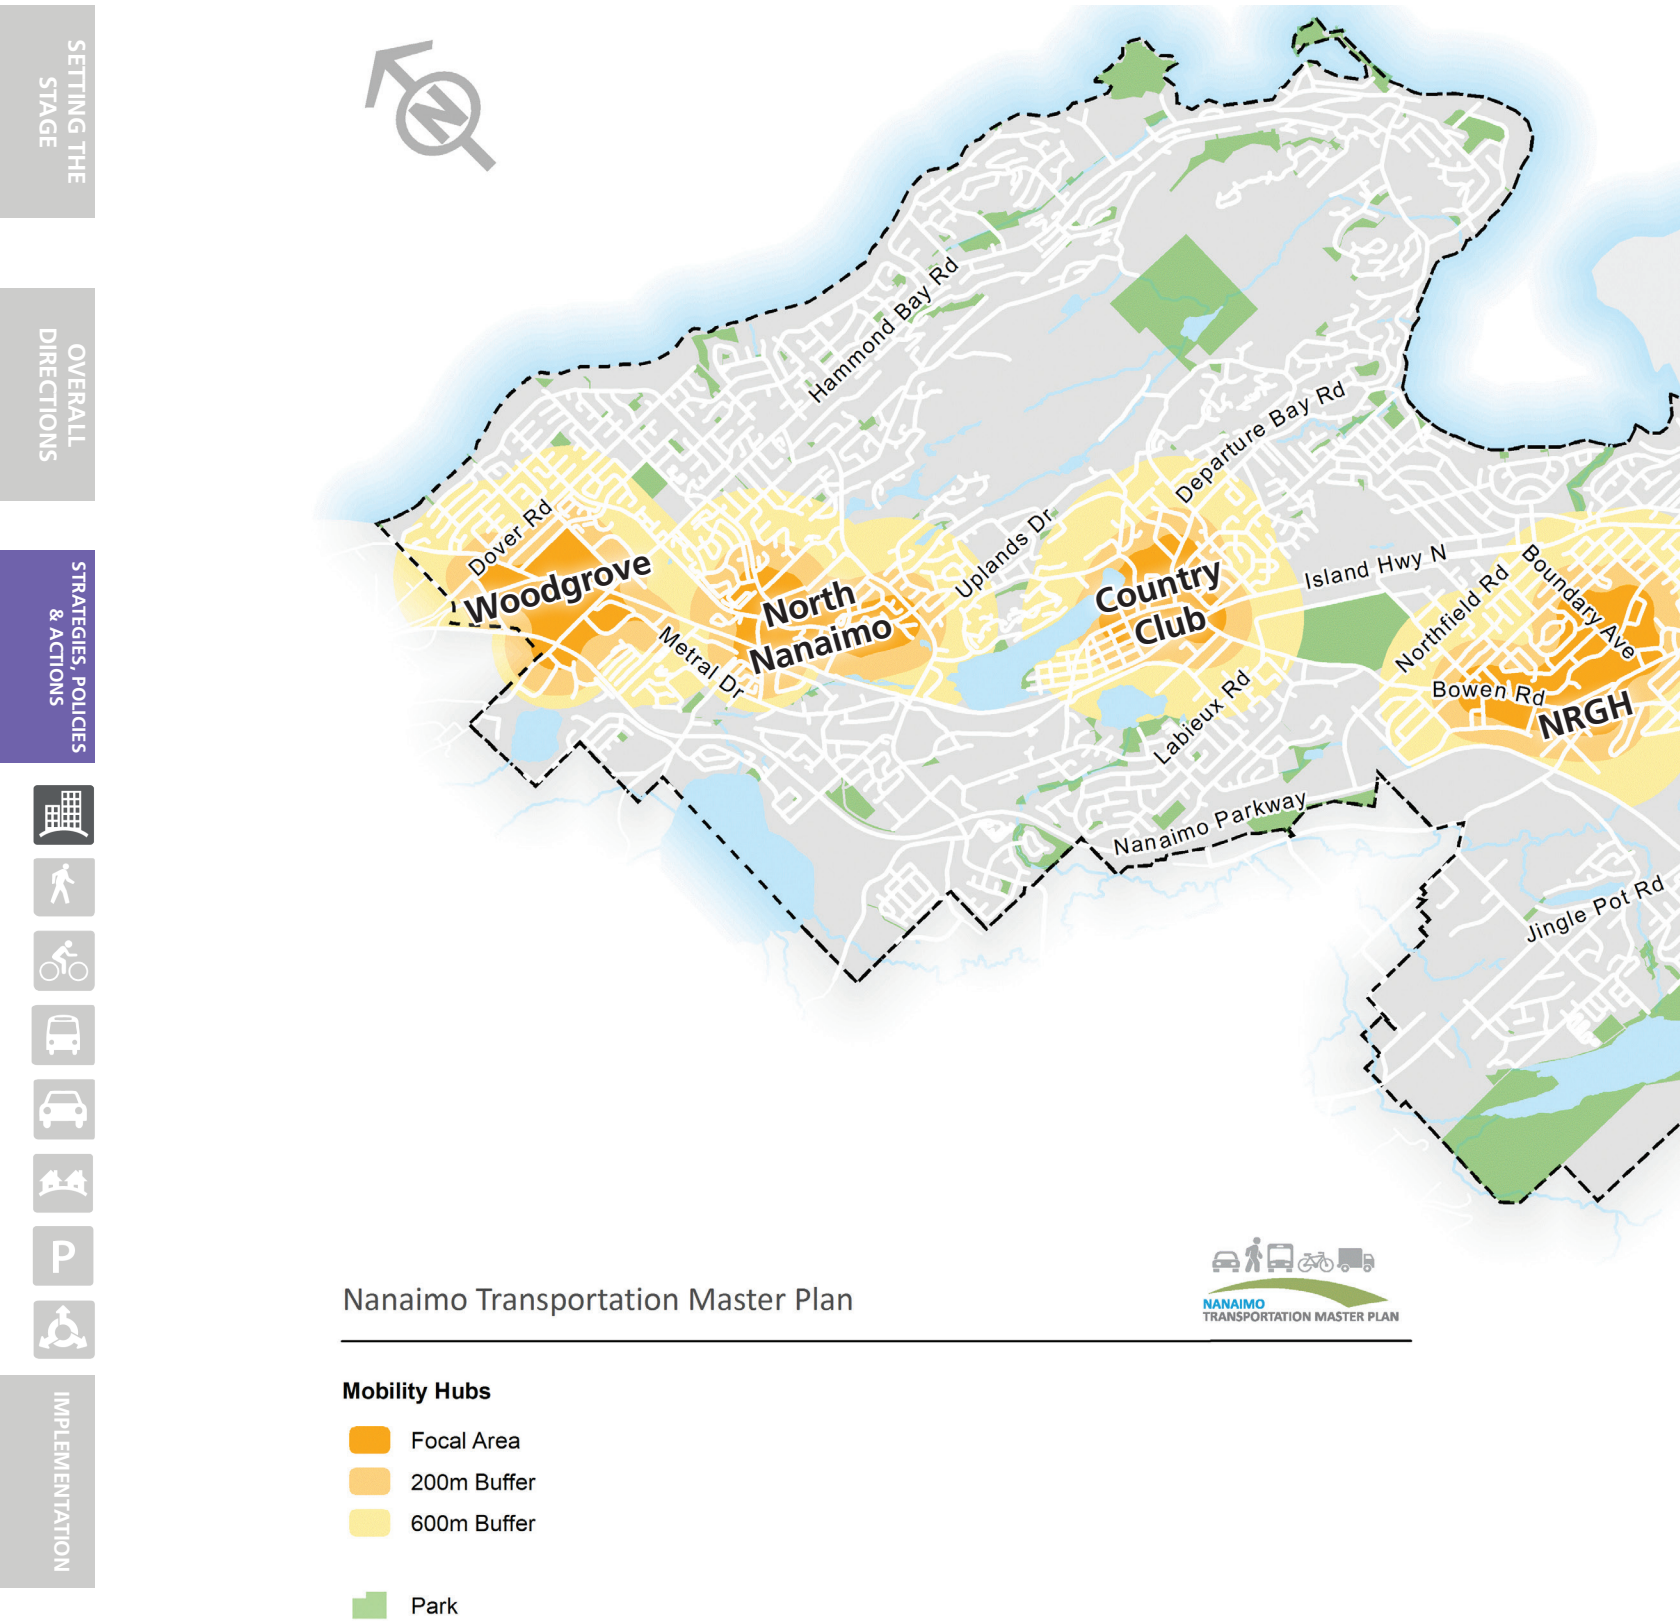 SETTING THE
STAGE
OVERALL
DIRECTIONS
STRATEGIES, POLICIES
& ACTIONS
P
IMPLEMENTATION
N
Hammond Bay Rd
Departure Bay Rd
Dover Rd
Woodgrove
North
Nanaimo
Metral Dr
Uplands Dr
Country
Club
Island Hwy N
Northfield Rd
Boundary Ave
Bowen Rd
NRGH
Labieux Rd
Nanaimo Parkway
Jingle Pot Rd
Nanaimo Transportation Master Plan
NANAIMO
TRANSPORTATION MASTER PLAN
Mobility Hubs
Focal Area
200m Buffer
600m Buffer
Park